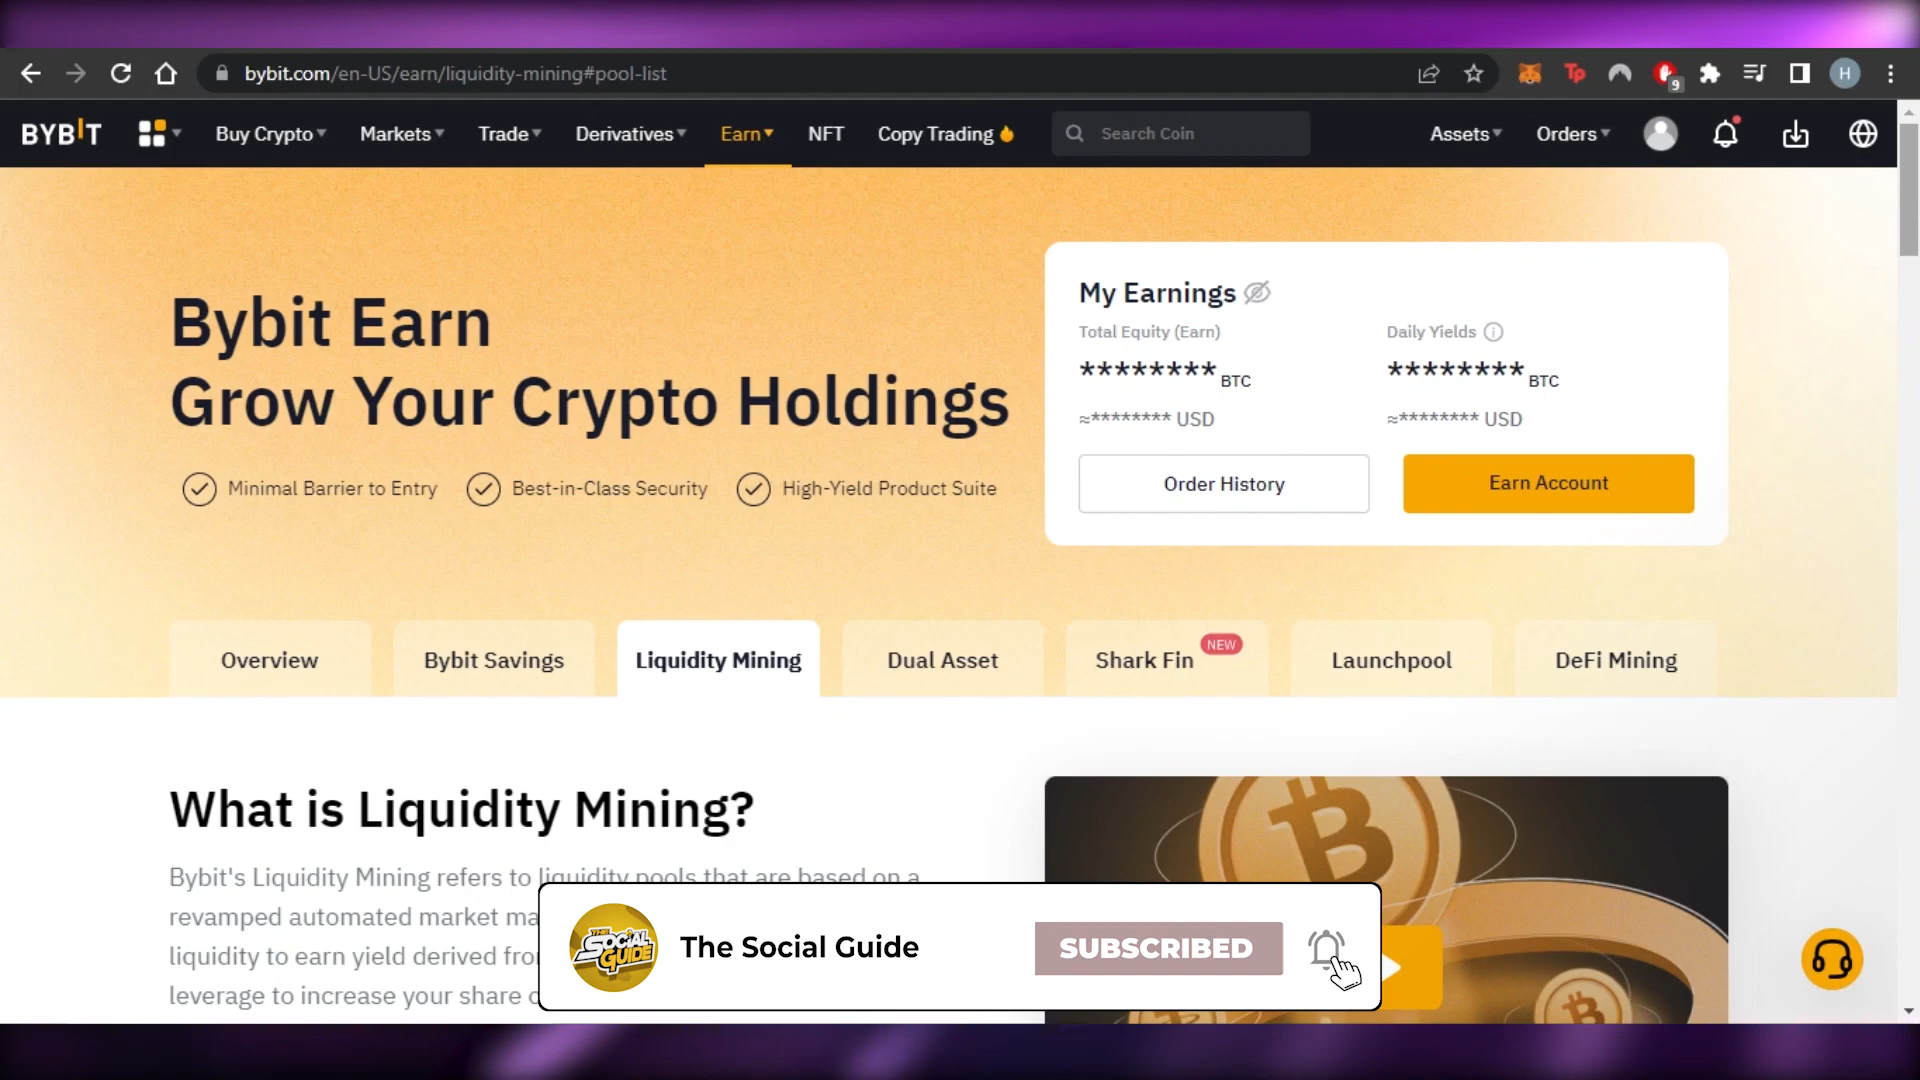 bybit.com/en-US/earn/liquidity-mining#pool-list
9
H
BYBIT
Buy Crypto
Markets
Trade
Derivatives
Earn
NFT
Copy Trading
Search Coin
Assets
Orders
Bybit Earn
Grow Your Crypto Holdings
Minimal Barrier to Entry
Best-in-Class Security
High-Yield Product Suite
My Earnings
Total Equity (Earn)
Daily Yields
******** BTC
******** BTC
≈******** USD
≈******** USD
Order History
Earn Account
Overview
Bybit Savings
Liquidity Mining
Dual Asset
Shark Fin
NEW
Launchpool
DeFi Mining
What is Liquidity Mining?
Bybit's Liquidity Mining refers to liquidity pools that are based on a
revamped automated market
liquidity to earn yield derived
leverage to increase your share
THE SOCIAL GUIDE
The Social Guide
SUBSCRIBED